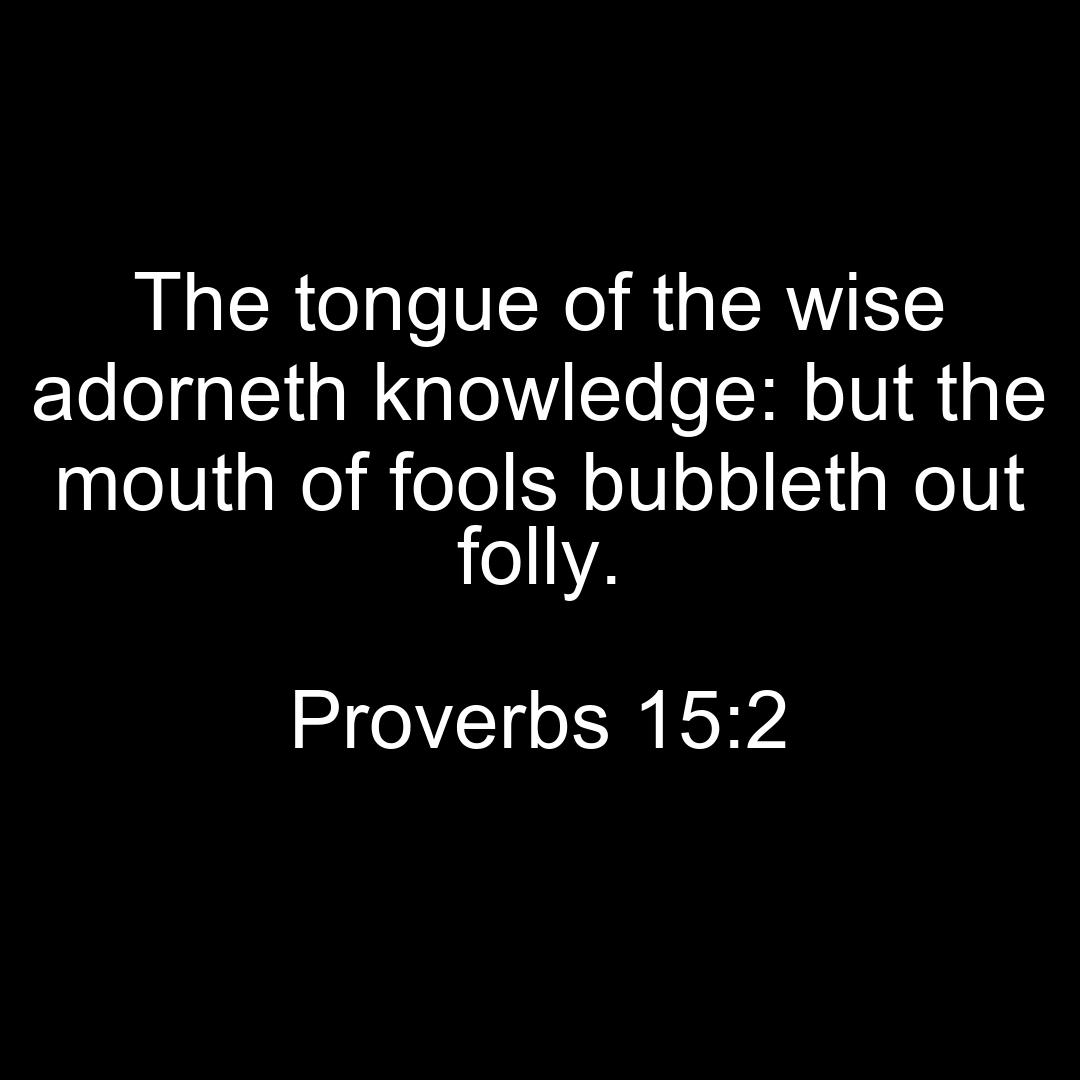 The tongue of the wise
adorneth knowledge: but the
mouth of fools bubbleth out
folly.
Proverbs 15:2